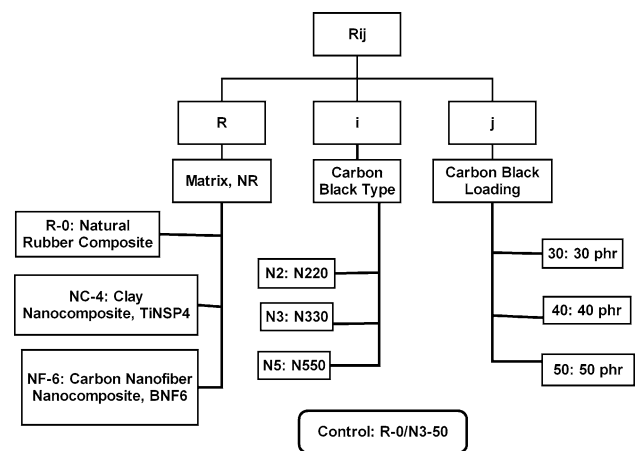 Rij
R
i
j
Matrix, NR
Carbon
Black Type
Carbon Black
Loading
R-0: Natural
Rubber Composite
NC-4: Clay
Nanocomposite, TiNSP4
NF-6: Carbon Nanofiber
Nanocomposite, BNF6
N2: N220
N3: N330
N5: N550
30: 30 phr
40: 40 phr
50: 50 phr
Control: R-0/N3-50